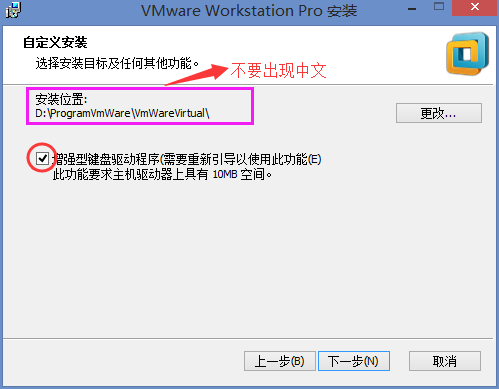 VMware Workstation Pro 安装
自定义安装
选择安装目标及任何其他功能。
不要出现中文
安装位置:
D:\ProgramVmWare\VmWareVirtual\
更改...
增强型键盘驱动程序(需要重新引导以使用此功能(E)
此功能要求主机驱动器上具有 10MB 空间。
上一步(B)
下一步(N)
取消